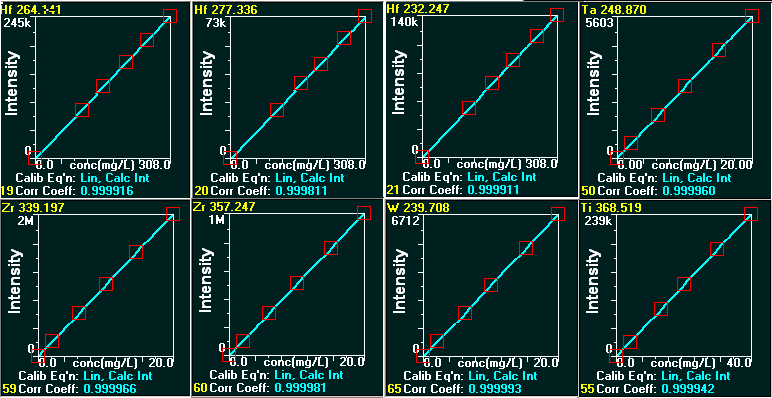 Hf 264.141
245k
Intensity
0
0.0 conc(mg/L) 308.0
Calib Eq'n: Lin, Calc Int
19 Corr Coeff: 0.999916
Hf 277.336
73k
Intensity
0
0.0 conc(mg/L) 308.0
Calib Eq'n: Lin, Calc Int
20 Corr Coeff: 0.999811
Hf 232.247
140k
Intensity
0
0.0 conc(mg/L) 308.0
Calib Eq'n: Lin, Calc Int
21 Corr Coeff: 0.999911
Ta 248.870
5603
Intensity
0
0.00 conc(mg/L) 20.00
Calib Eq'n: Lin, Calc Int
50 Corr Coeff: 0.999960
Zr 339.197
2M
Intensity
0
0.0 conc(mg/L) 20.0
Calib Eq'n: Lin, Calc Int
59 Corr Coeff: 0.999966
Zr 357.247
1M
Intensity
0
0.0 conc(mg/L) 20.0
Calib Eq'n: Lin, Calc Int
60 Corr Coeff: 0.999981
W 239.708
6712
Intensity
0
0.0 conc(mg/L) 20.0
Calib Eq'n: Lin, Calc Int
65 Corr Coeff: 0.999993
Ti 368.519
239k
Intensity
0
0.0 conc(mg/L) 40.0
Calib Eq'n: Lin, Calc Int
55 Corr Coeff: 0.999942